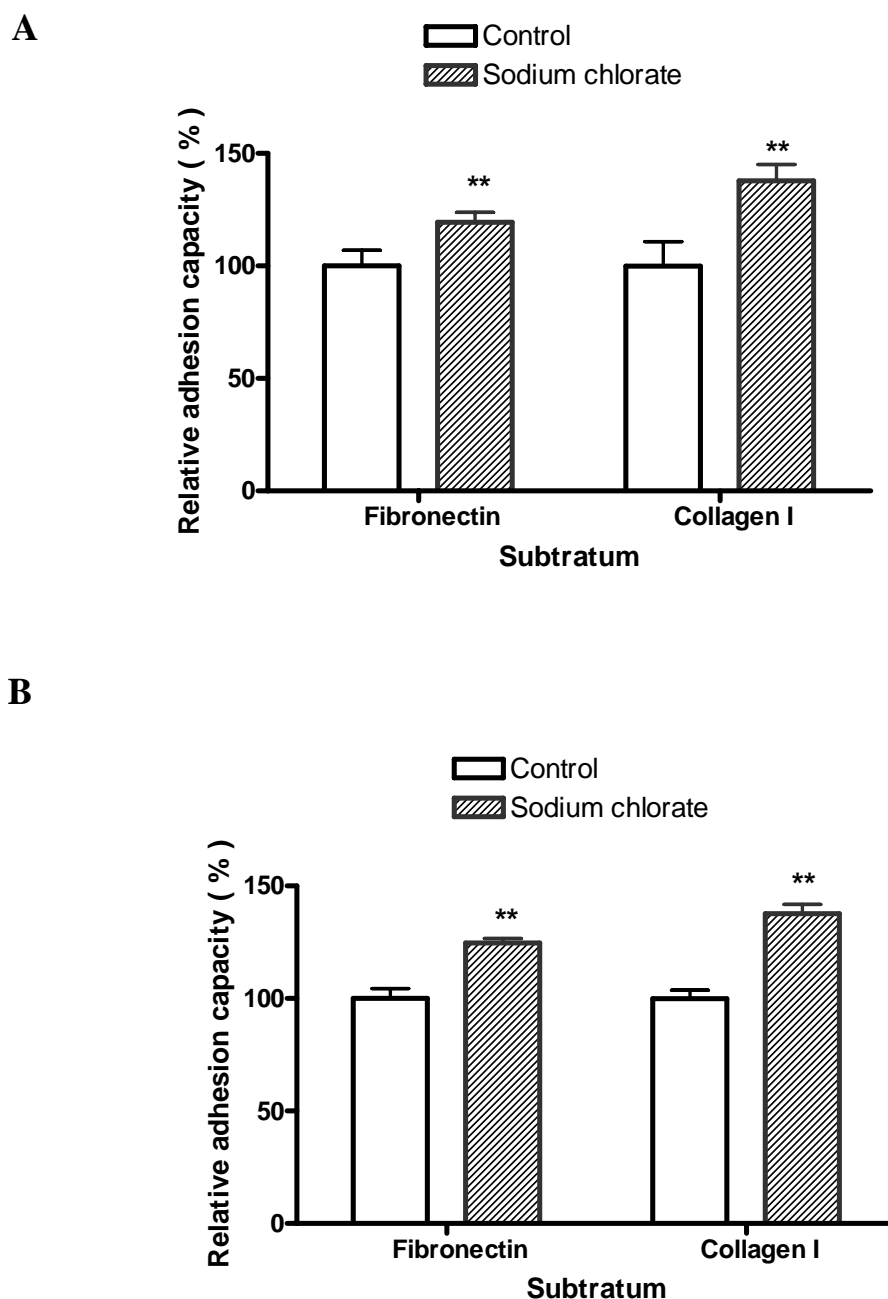 A
Control
Sodium chlorate
Relative adhesion capacity ( % )
150
100
50
0
**
**
Fibronectin
Collagen I
Subtratum
B
Control
Sodium chlorate
Relative adhesion capacity ( % )
150
100
50
0
**
**
Fibronectin
Collagen I
Subtratum